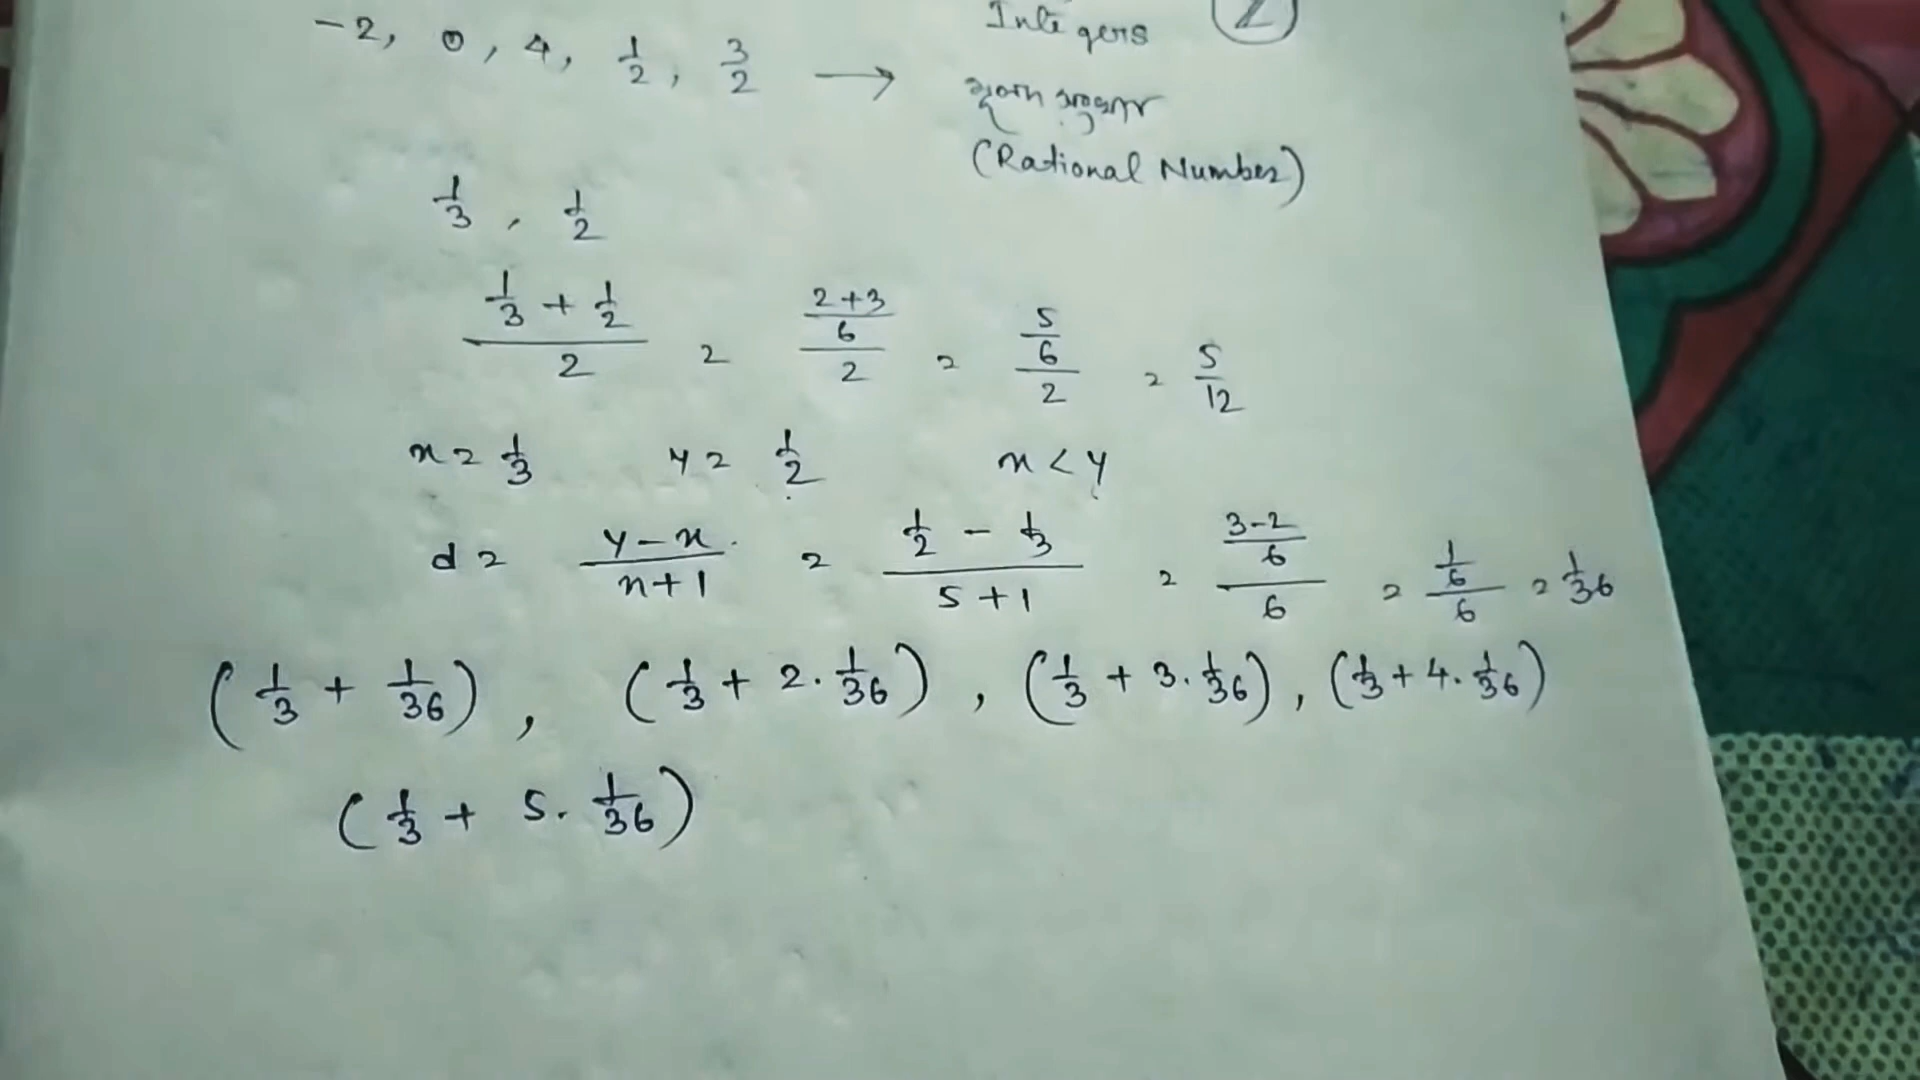 Integers Z
-2, 0, 4, 1/2, 3/2 →
(Rational Number)
1/3, 1/2
(1/3 + 1/2)/2 = ((2+3)/6)/2 = (5/6)/2 = 5/12
x = 1/3 y = 1/2 x < y
d = (y-x)/(n+1) = (1/2 - 1/3)/(5+1) = ((3-2)/6)/6 = (1/6)/6 = 1/36
(1/3 + 1/36), (1/3 + 2.1/36), (1/3 + 3.1/36), (1/3 + 4.1/36)
(1/3 + 5.1/36)